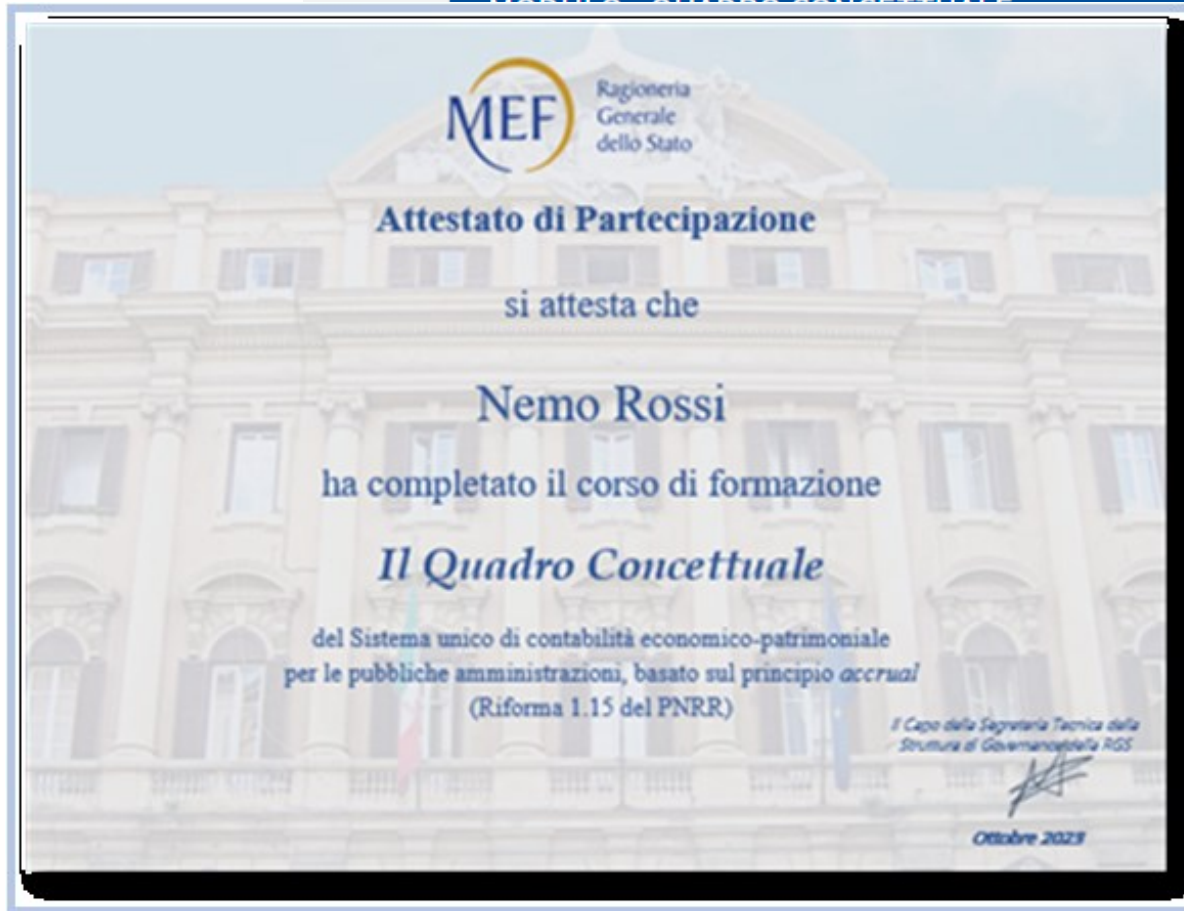 MEF
Ragioneria
Generale
dello Stato
Attestato di Partecipazione
si attesta che
Nemo Rossi
ha completato il corso di formazione
Il Quadro Concettuale
del Sistema unico di contabilità economico-patrimoniale
per le pubbliche amministrazioni, basato sul principio accrual
(Riforma 1.15 del PNRR)
Il Capo della Segreteria Tecnica della
Struttura di Governance della RGS
Ottobre 2023